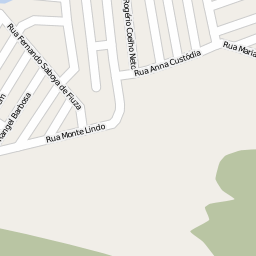 Rua Fernando Saboya de Fiuza
Rogério Coelho Neto
Rua Anna Custódia
Rua Maria
Rangel Barbosa
Rua Monte Lindo